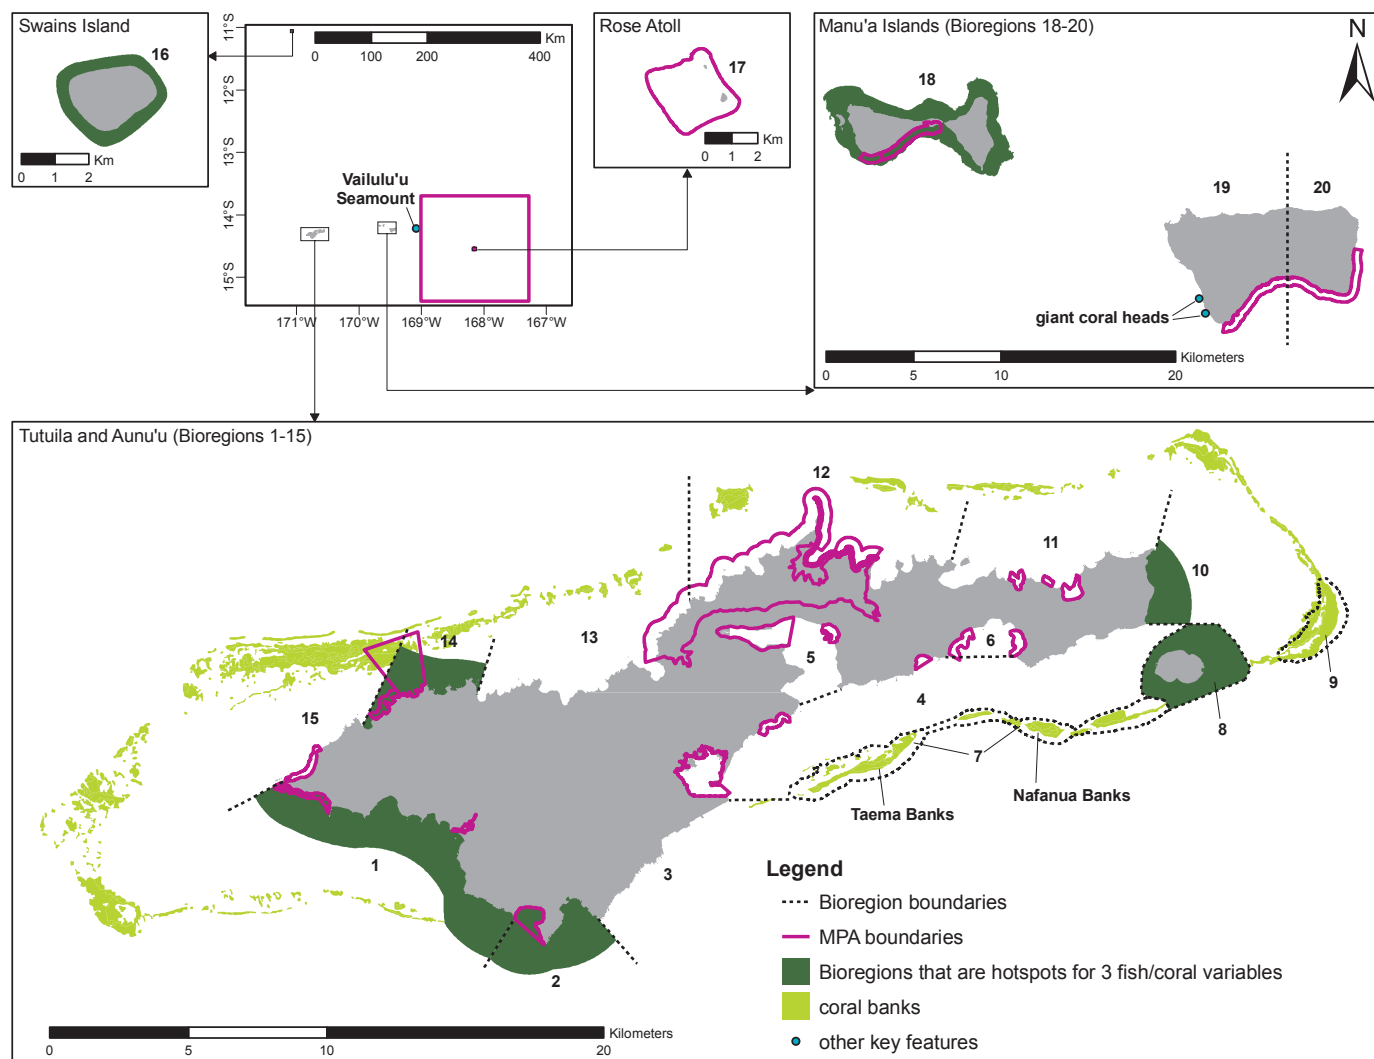 Swains Island
16
0 1 2 Km
11°S
12°S
13°S
14°S
15°S
0 100 200 400
Km
Vailulu'u
Seamount
171°W 170°W 169°W 168°W 167°W
Rose Atoll
17
0 1 2 Km
Manu'a Islands (Bioregions 18-20)
N
18
19 20
giant coral heads
0 5 10 20
Kilometers
Tutuila and Aunu'u (Bioregions 1-15)
12
11
10
13
14
5
6
9
4
15
8
7
Nafanua Banks
Taema Banks
1
3
2
Legend
Bioregion boundaries
MPA boundaries
Bioregions that are hotspots for 3 fish/coral variables
coral banks
other key features
0 5 10 20
Kilometers